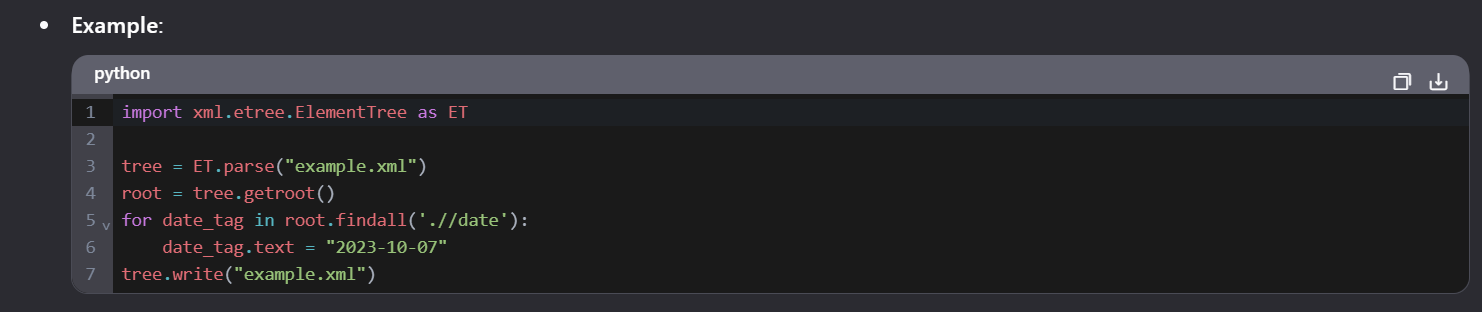 Example:
python
1 import xml.etree.ElementTree as ET
2
3 tree = ET.parse("example.xml")
4 root = tree.getroot()
5 for date_tag in root.findall('.//date'):
6     date_tag.text = "2023-10-07"
7 tree.write("example.xml")